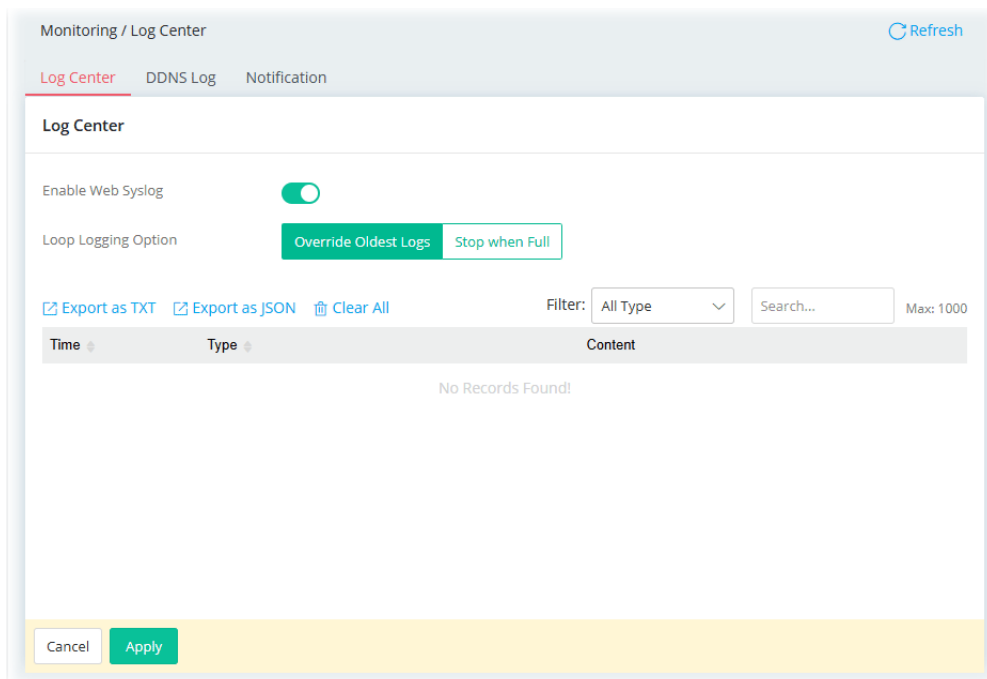 Monitoring / Log Center
Refresh
Log Center DDNS Log Notification
Log Center
Enable Web Syslog
Loop Logging Option Override Oldest Logs Stop when Full
Export as TXT Export as JSON Clear All Filter: All Type Search... Max: 1000
Time Type Content
No Records Found!
Cancel Apply